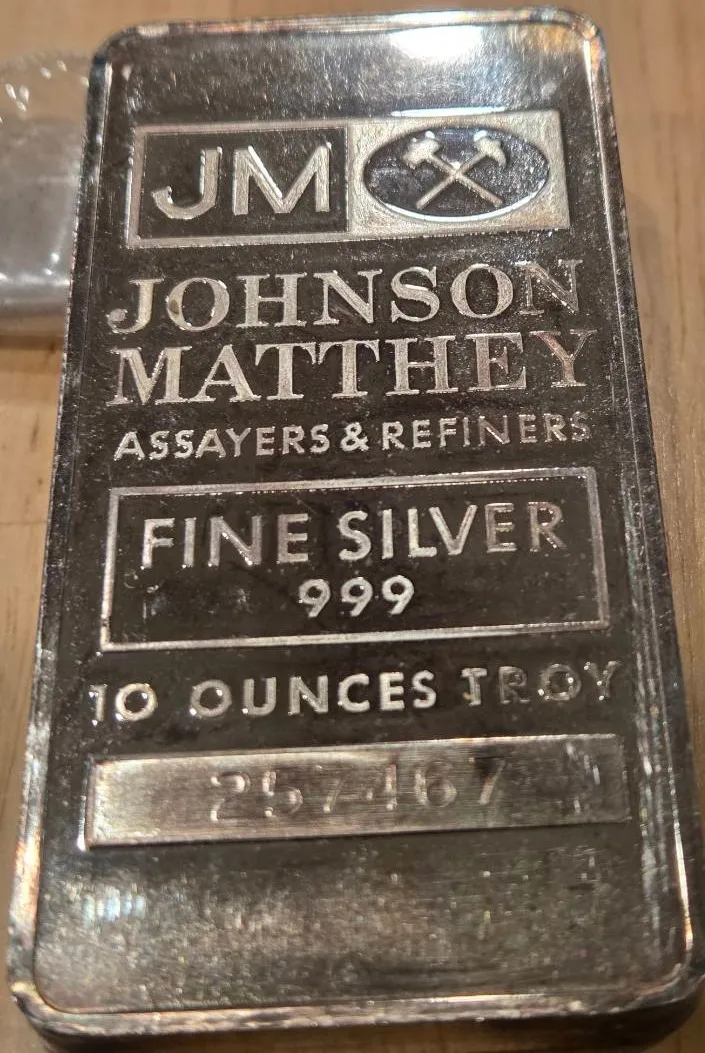 JM
JOHNSON
MATTHEY
ASSAYERS & REFINERS
FINE SILVER
999
10 OUNCES TROY
257467